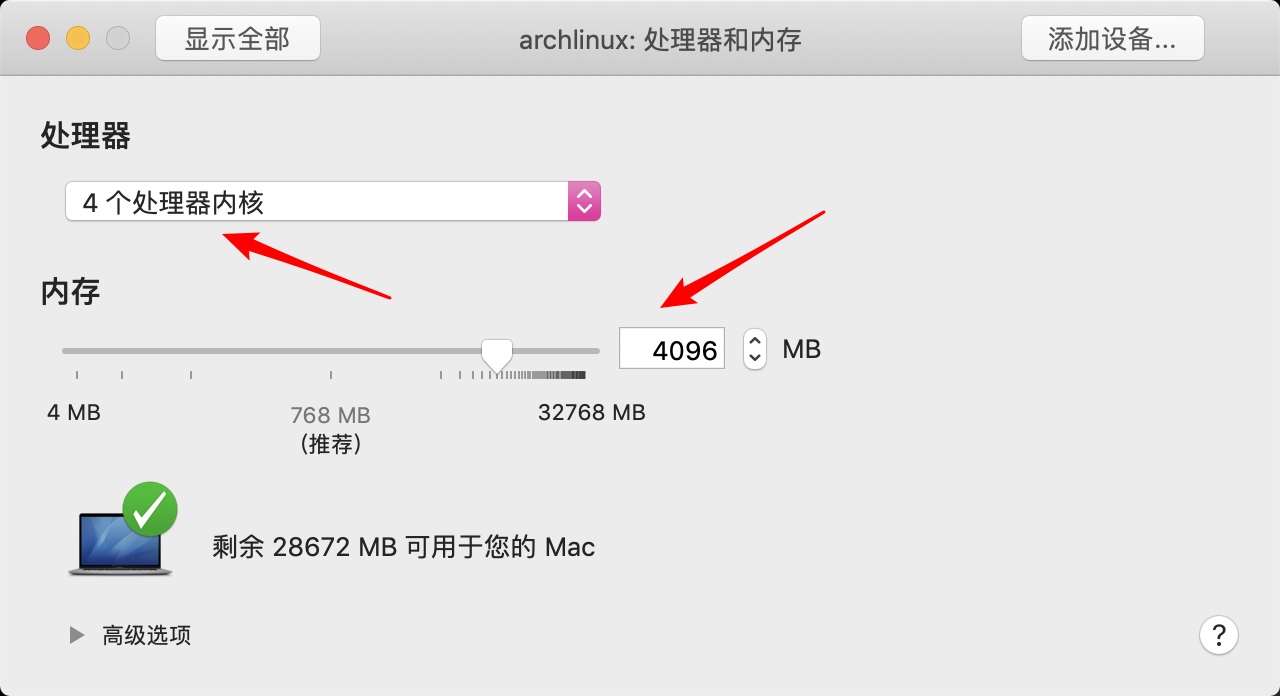 显示全部
archlinux: 处理器和内存
添加设备...
处理器
4 个处理器内核
内存
4096
MB
4 MB
768 MB
(推荐)
32768 MB
剩余 28672 MB 可用于您的 Mac
高级选项
?